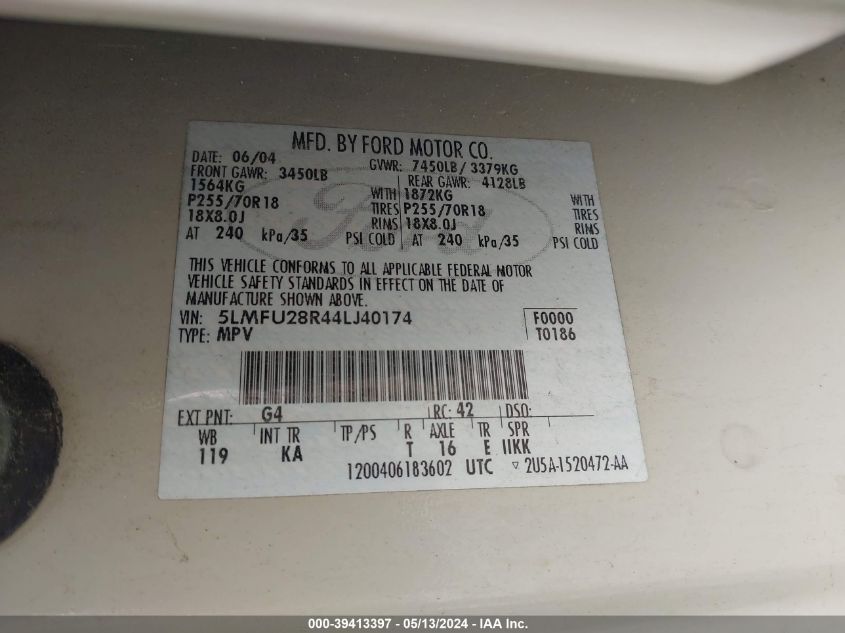 MFD. BY FORD MOTOR CO.
DATE: 06/04 GVWR: 7450LB / 3379KG
FRONT GAWR: 3450LB REAR GAWR: 4128LB
1564KG WITH 1872KG WITH
P255/70R18 TIRES P255/70R18 TIRES
18X8.0J RIMS 18X8.0J RIMS
AT 240 kPa/35 PSI COLD AT 240 kPa/35 PSI COLD
Ford
THIS VEHICLE CONFORMS TO ALL APPLICABLE FEDERAL MOTOR
VEHICLE SAFETY STANDARDS IN EFFECT ON THE DATE OF
MANUFACTURE SHOWN ABOVE.
VIN: 5LMFU28R44LJ40174 F0000
TYPE: MPV T0186
EXT PNT: G4 RC: 42 DSO:
WB INT TR TP/PS R AXLE TR SPR
119 KA T 16 E IIKK
1200406183602 UTC ▽ 2U5A-1520472-AA
000-39413397 - 05/13/2024 - IAA Inc.